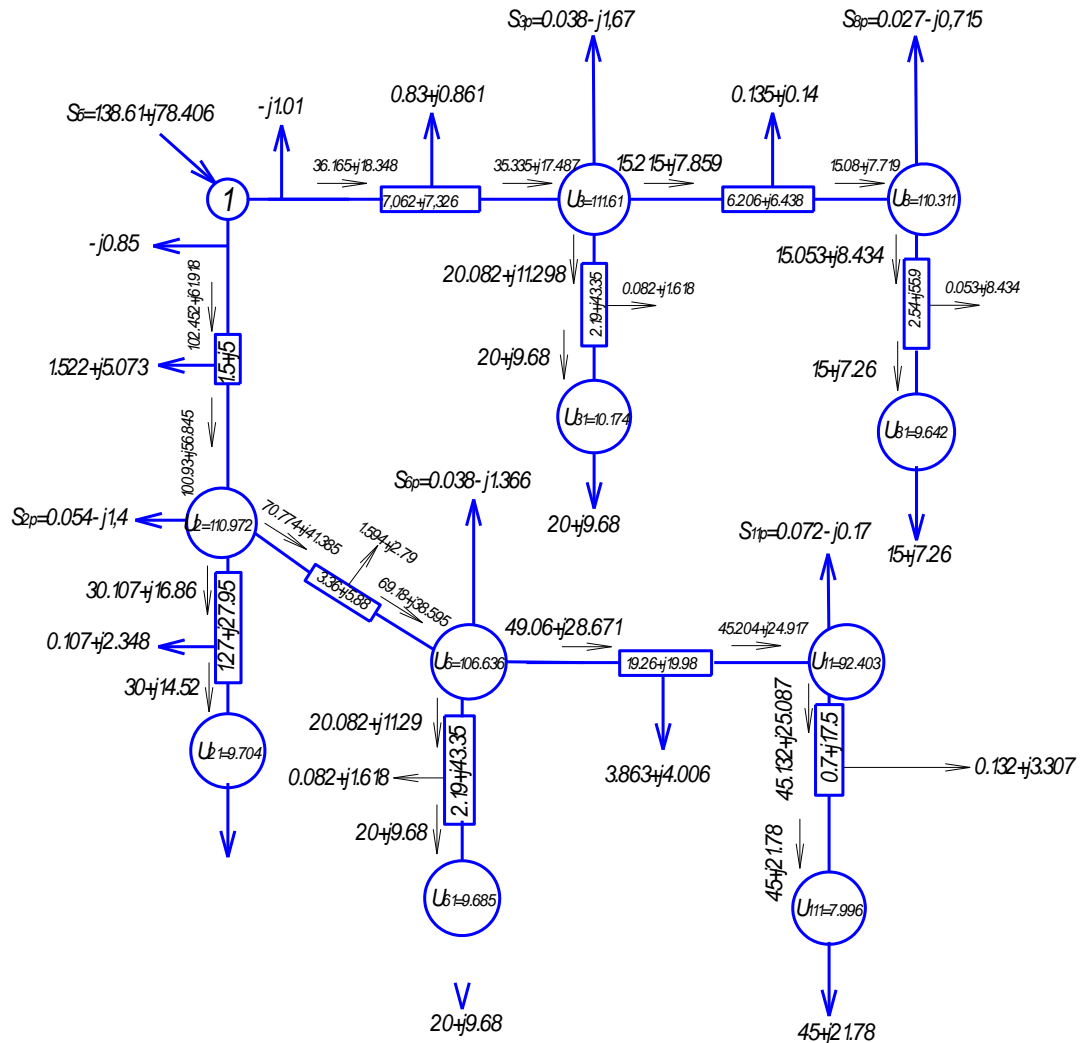 S3p=0.038-j1,67
S8p=0.027-j0,715
S5=138.61+j78.406
-j1.01
0.83+j0.861
0.135+j0.14
36.165+j18.348
35.335+j17.487
15.215+j7.859
15.08+j7.719
1
7,062+j7,326
U3=111.61
6.206+j6.438
U8=110.311
-j0.85
20.082+j11.298
0.082+j1.618
2.19+j43.35
15.053+j8.434
0.053+j8.434
2.54+j55.9
102.452+j61.918
1.522+j5.073
1.5+j5
20+j9.68
15+j7.26
U31=10.174
U81=9.642
100.93+j56.845
S6p=0.038-j1.366
20+j9.68
15+j7.26
S2p=0.054-j1,4
U2=110.972
70.774+j41.385
1.594+j2.79
S11p=0.072-j0.17
30.107+j16.86
127+j27.95
3.36+j5.88
69.18+j38.595
49.06+j28.671
45.204+j24.917
0.107+j2.348
U6=106.636
19.26+j19.98
U11=92.403
30+j14.52
20.082+j11.29
2.19+j43.35
45.132+j25.087
0.7+j17.5
U21=9.704
0.082+j1.618
3.863+j4.006
0.132+j3.307
20+j9.68
45+j21.78
U61=9.685
U111=7.996
20+j9.68
45+j21.78